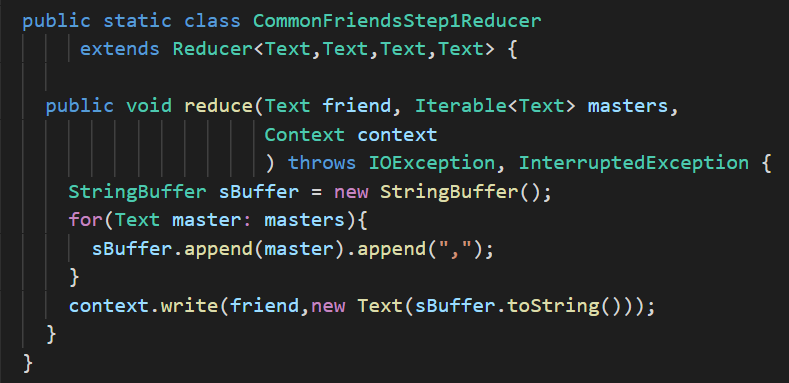 public static class CommonFriendsStep1Reducer
extends Reducer<Text,Text,Text,Text> {
public void reduce(Text friend, Iterable<Text> masters,
Context context
) throws IOException, InterruptedException {
StringBuffer sBuffer = new StringBuffer();
for(Text master: masters){
sBuffer.append(master).append(",");
}
context.write(friend,new Text(sBuffer.toString()));
}
}